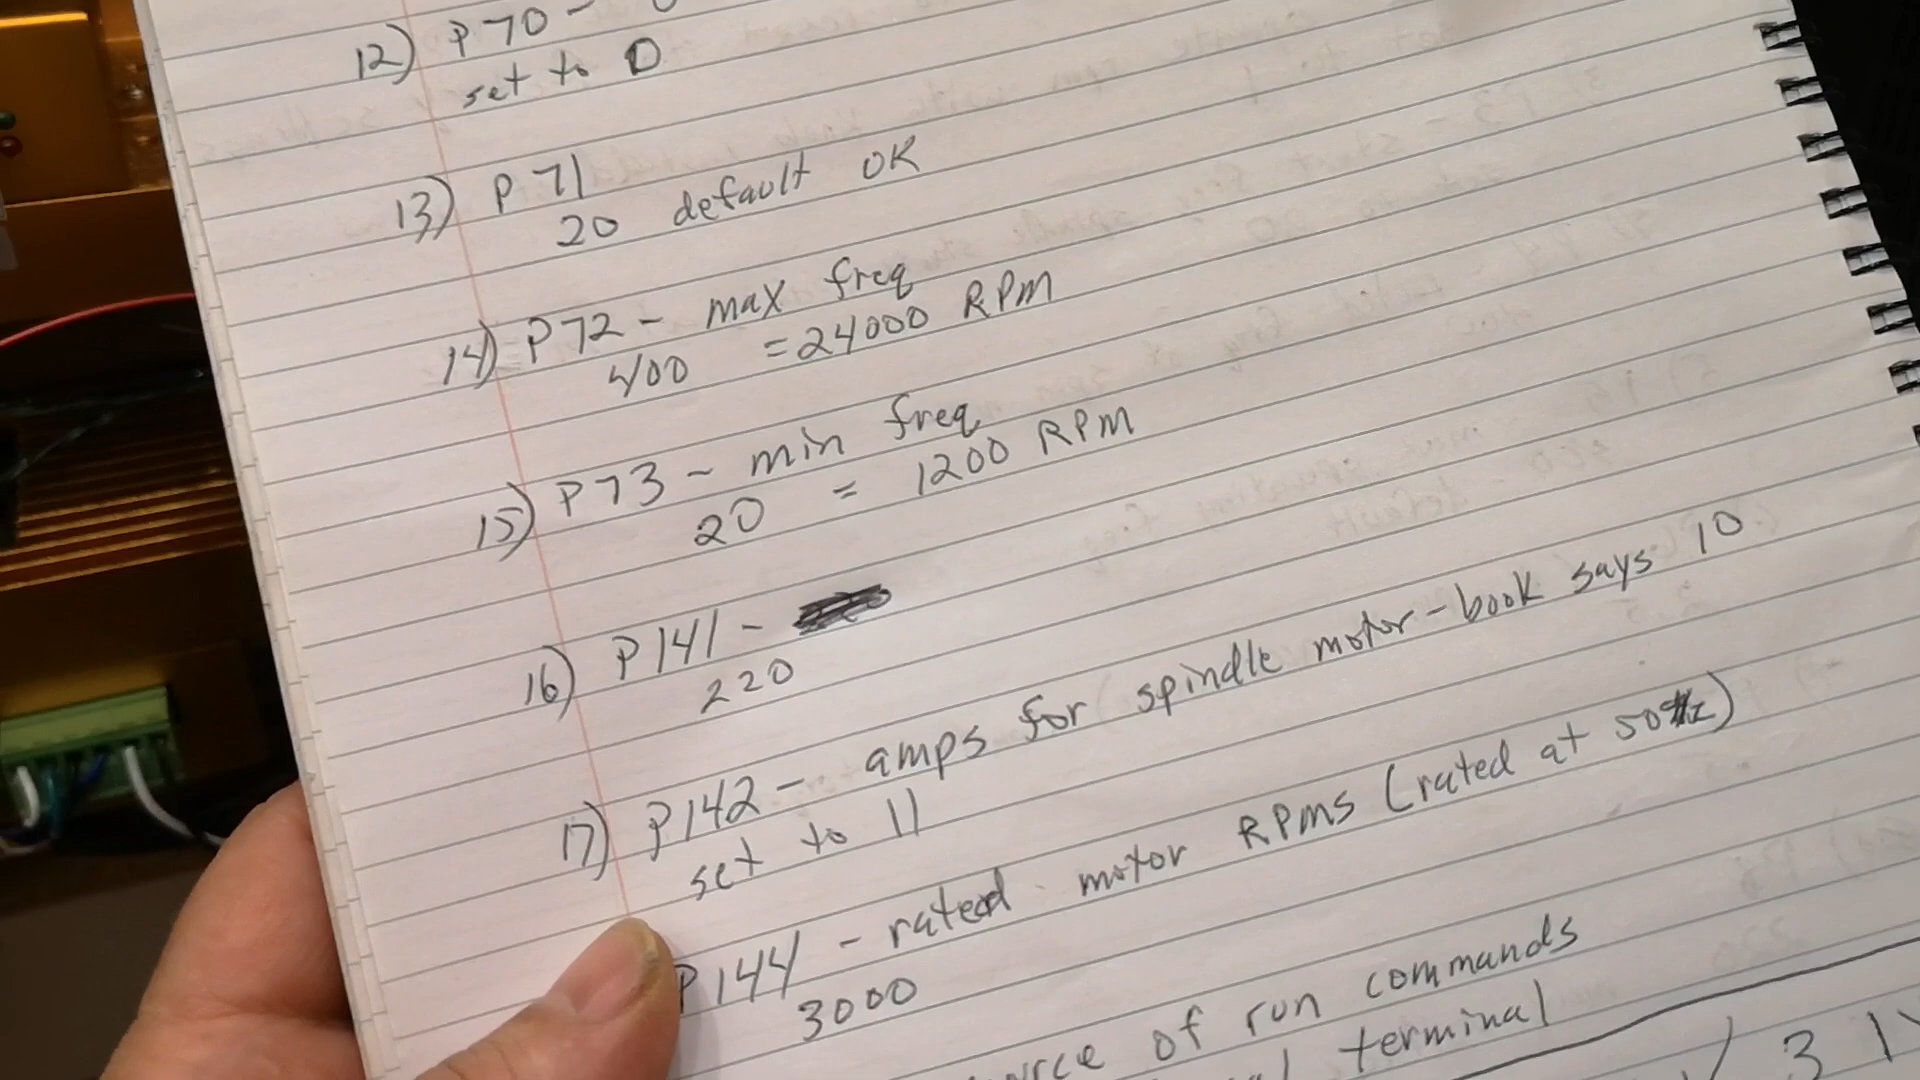 12) P70 -
set to 0
13) P71
20 default OK
14) P72 - max freq
400 = 24000 RPM
15) P73 - min freq
20 = 1200 RPM
16) P141 -
220
17) P142 - amps for spindle motor - book says 10
set to 11
P144 - rated motor RPMs (rated at 50Hz)
3000
of run commands
terminal